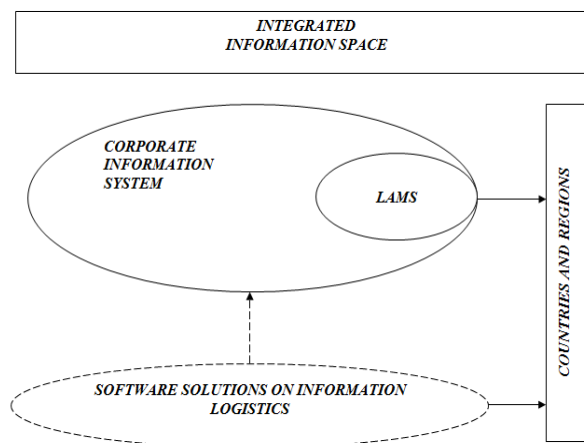 INTEGRATED
INFORMATION SPACE
CORPORATE
INFORMATION
SYSTEM
LAMS
COUNTRIES AND REGIONS
SOFTWARE SOLUTIONS ON INFORMATION
LOGISTICS